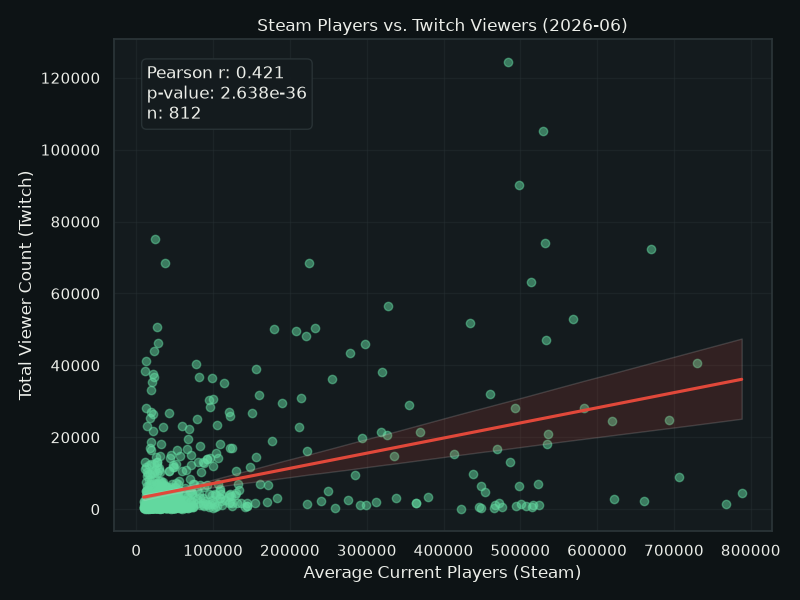 Steam Players vs. Twitch Viewers (2026-06)
Pearson r: 0.421
p-value: 2.638e-36
n: 812
Total Viewer Count (Twitch)
120000
100000
80000
60000
40000
20000
0
0 100000 200000 300000 400000 500000 600000 700000 800000
Average Current Players (Steam)